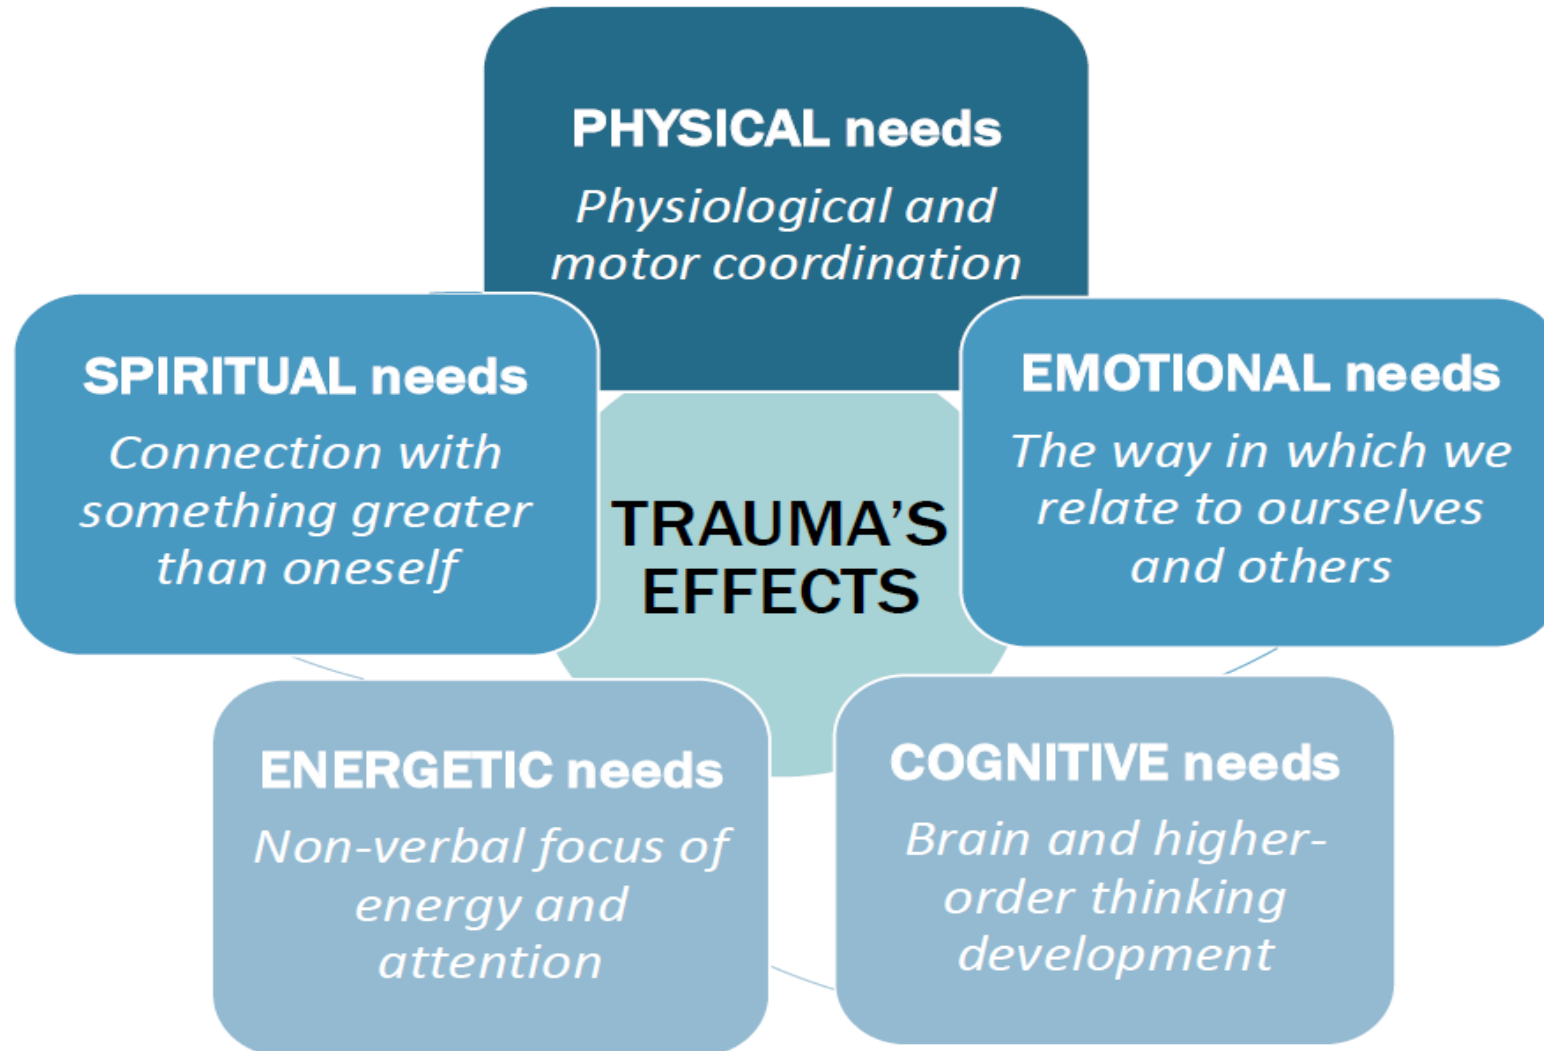 PHYSICAL needs
Physiological and
motor coordination
SPIRITUAL needs
Connection with
something greater
than oneself
EMOTIONAL needs
The way in which we
relate to ourselves
and others
TRAUMA’S
EFFECTS
ENERGETIC needs
Non-verbal focus of
energy and
attention
COGNITIVE needs
Brain and higher-
order thinking
development